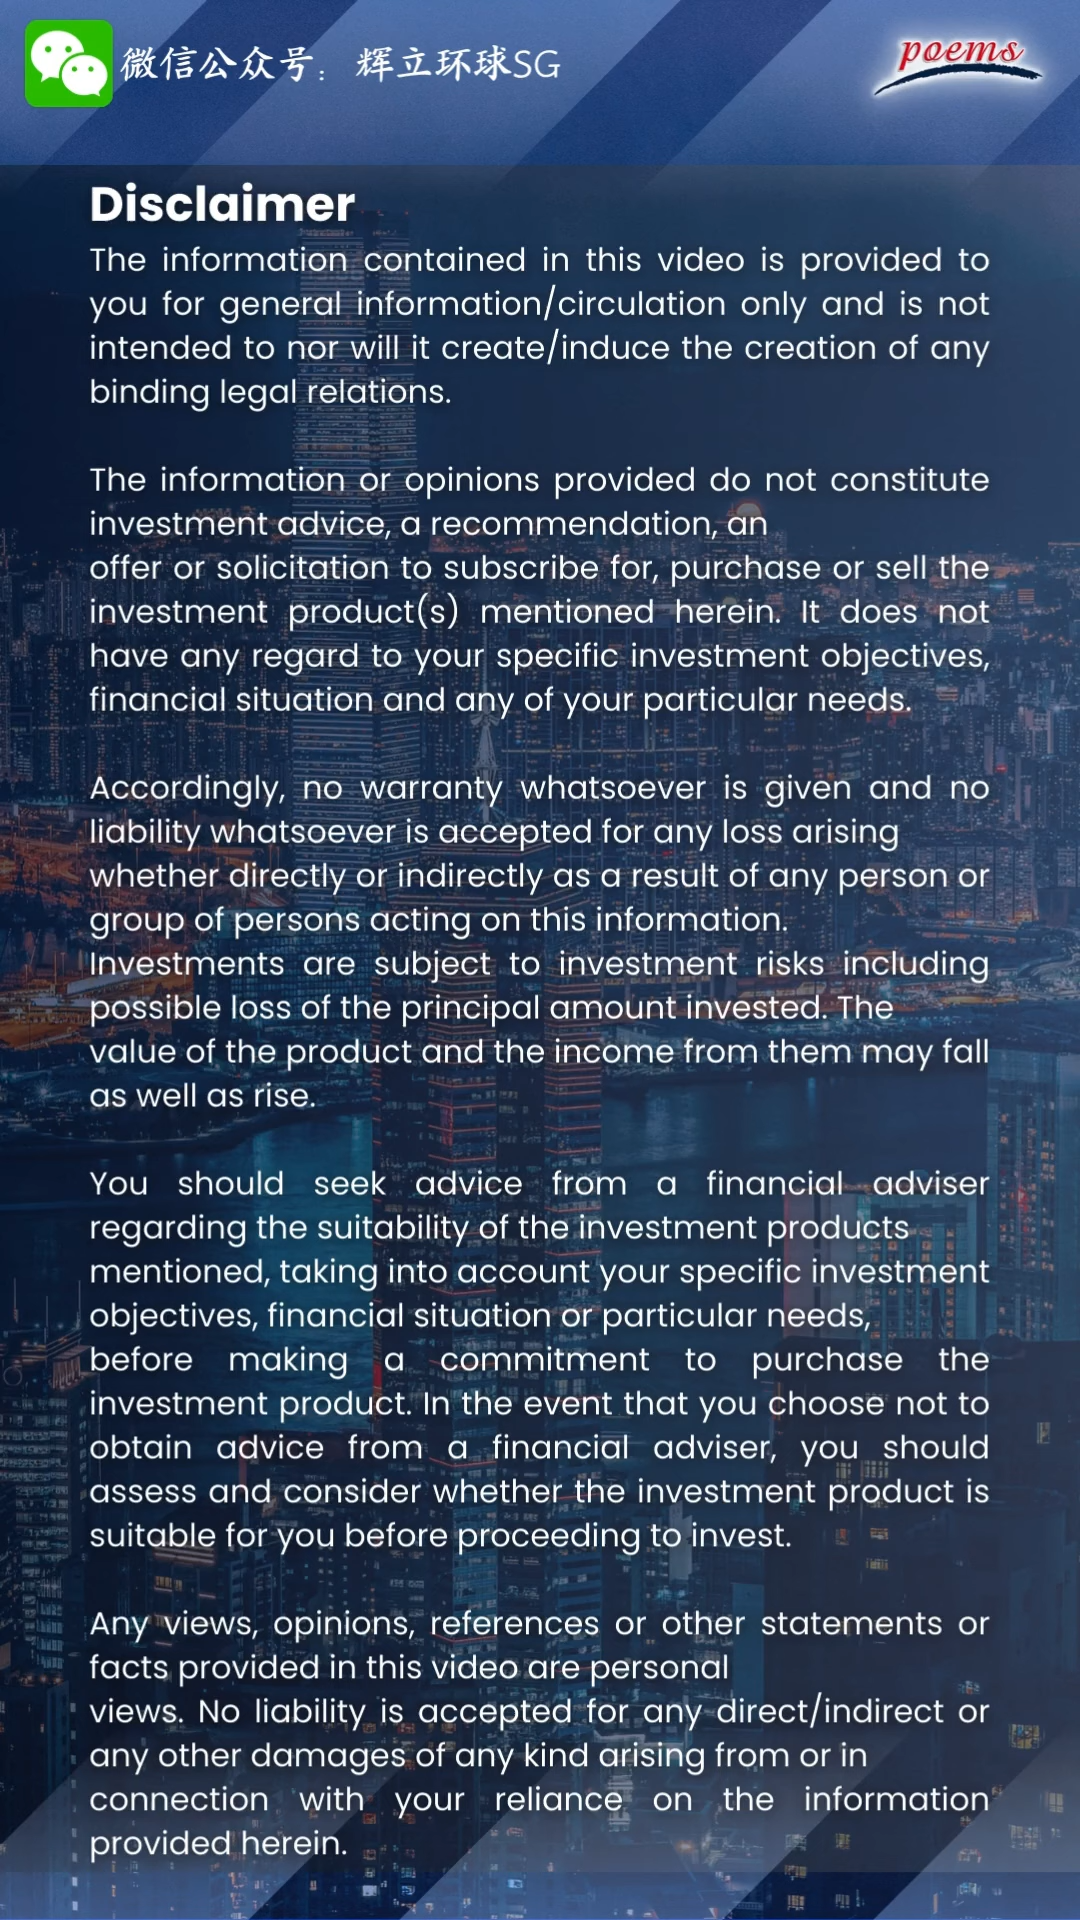 微信公众号：辉立环球SG
poems
Disclaimer
The information contained in this video is provided to
you for general information/circulation only and is not
intended to nor will it create/induce the creation of any
binding legal relations.
The information or opinions provided do not constitute
investment advice, a recommendation, an
offer or solicitation to subscribe for, purchase or sell the
investment product(s) mentioned herein. It does not
have any regard to your specific investment objectives,
financial situation and any of your particular needs.
Accordingly, no warranty whatsoever is given and no
liability whatsoever is accepted for any loss arising
whether directly or indirectly as a result of any person or
group of persons acting on this information.
Investments are subject to investment risks including
possible loss of the principal amount invested. The
value of the product and the income from them may fall
as well as rise.
You should seek advice from a financial adviser
regarding the suitability of the investment products
mentioned, taking into account your specific investment
objectives, financial situation or particular needs,
before making a commitment to purchase the
investment product. In the event that you choose not to
obtain advice from a financial adviser, you should
assess and consider whether the investment product is
suitable for you before proceeding to invest.
Any views, opinions, references or other statements or
facts provided in this video are personal
views. No liability is accepted for any direct/indirect or
any other damages of any kind arising from or in
connection with your reliance on the information
provided herein.